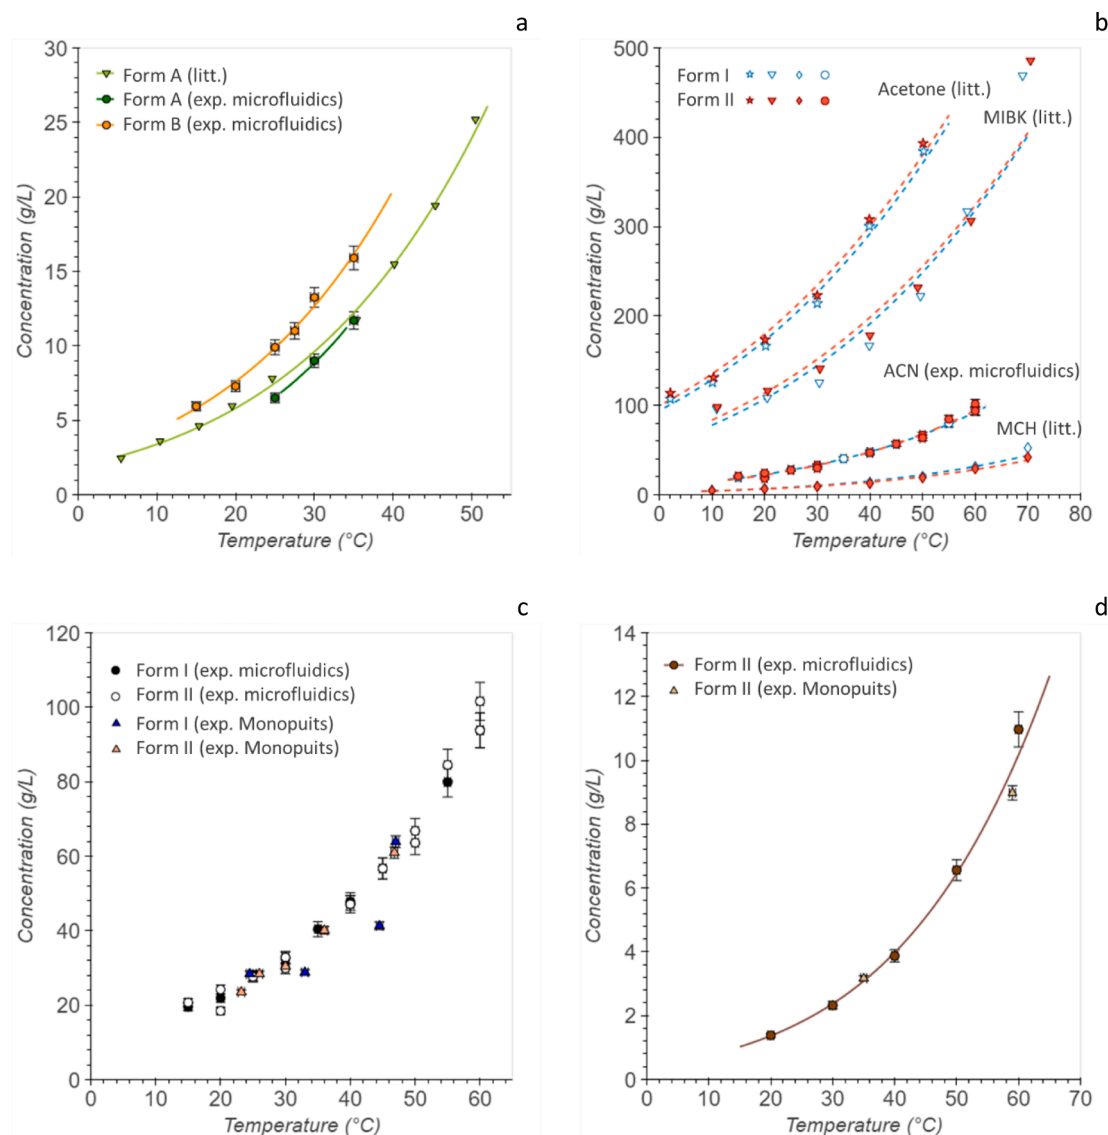 a
30
25
20
15
10
5
0
0 10 20 30 40 50
Concentration (g/L)
Temperature (°C)
Form A (litt.)
Form A (exp. microfluidics)
Form B (exp. microfluidics)
b
500
400
300
200
100
0
0 10 20 30 40 50 60 70 80
Concentration (g/L)
Temperature (°C)
Form I
Form II
Acetone (litt.)
MIBK (litt.)
ACN (exp. microfluidics)
MCH (litt.)
c
120
100
80
60
40
20
0
0 10 20 30 40 50 60
Concentration (g/L)
Temperature (°C)
Form I (exp. microfluidics)
Form II (exp. microfluidics)
Form I (exp. Monopuits)
Form II (exp. Monopuits)
d
14
12
10
8
6
4
2
0
0 10 20 30 40 50 60 70
Concentration (g/L)
Temperature (°C)
Form II (exp. microfluidics)
Form II (exp. Monopuits)